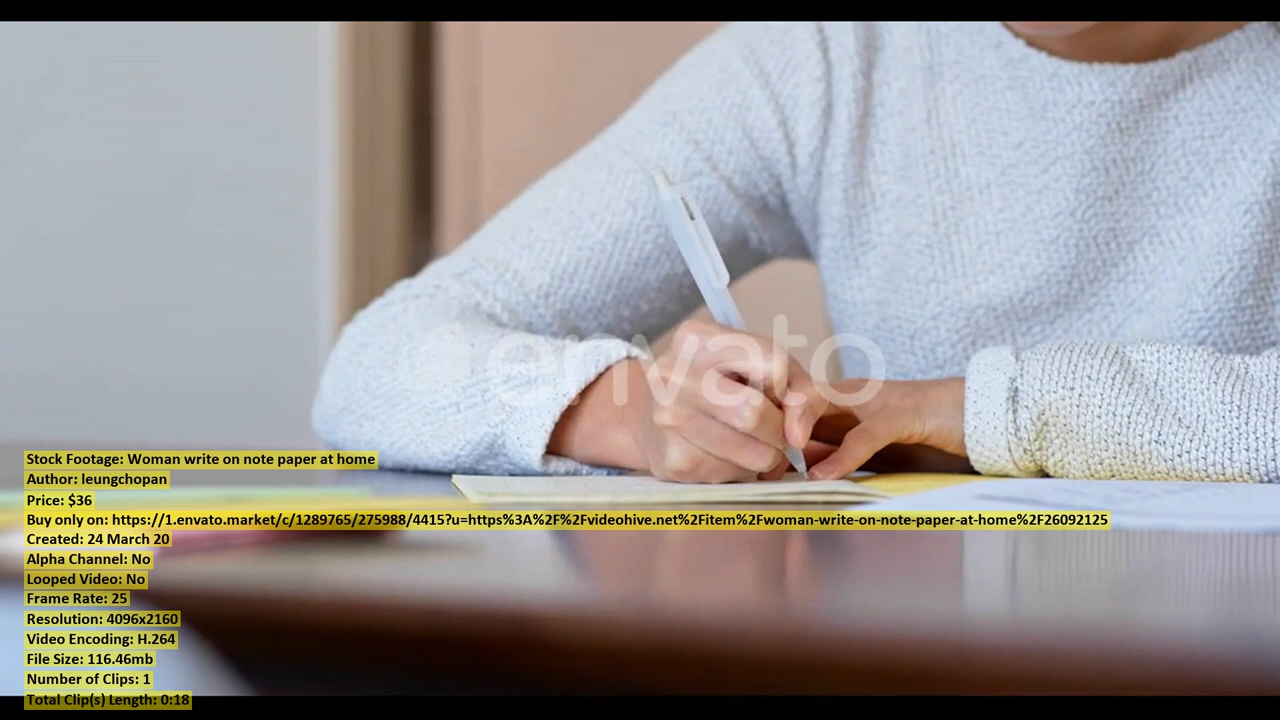 envato
Stock Footage: Woman write on note paper at home
Author: leungchopan
Price: $36
Buy only on: https://1.envato.market/c/1289765/275988/4415?u=https%3A%2F%2Fvideohive.net%2Fitem%2Fwoman-write-on-note-paper-at-home%2F26092125
Created: 24 March 20
Alpha Channel: No
Looped Video: No
Frame Rate: 25
Resolution: 4096x2160
Video Encoding: H.264
File Size: 116.46mb
Number of Clips: 1
Total Clip(s) Length: 0:18